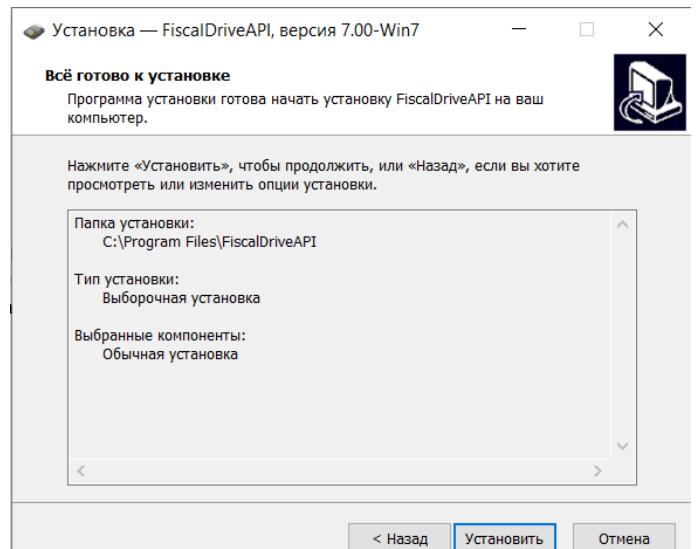 Установка — FiscalDriveAPI, версия 7.00-Win7
Всё готово к установке
Программа установки готова начать установку FiscalDriveAPI на ваш
компьютер.
Нажмите «Установить», чтобы продолжить, или «Назад», если вы хотите
просмотреть или изменить опции установки.
Папка установки:
C:\Program Files\FiscalDriveAPI
Тип установки:
Выборочная установка
Выбранные компоненты:
Обычная установка
< Назад
Установить
Отмена